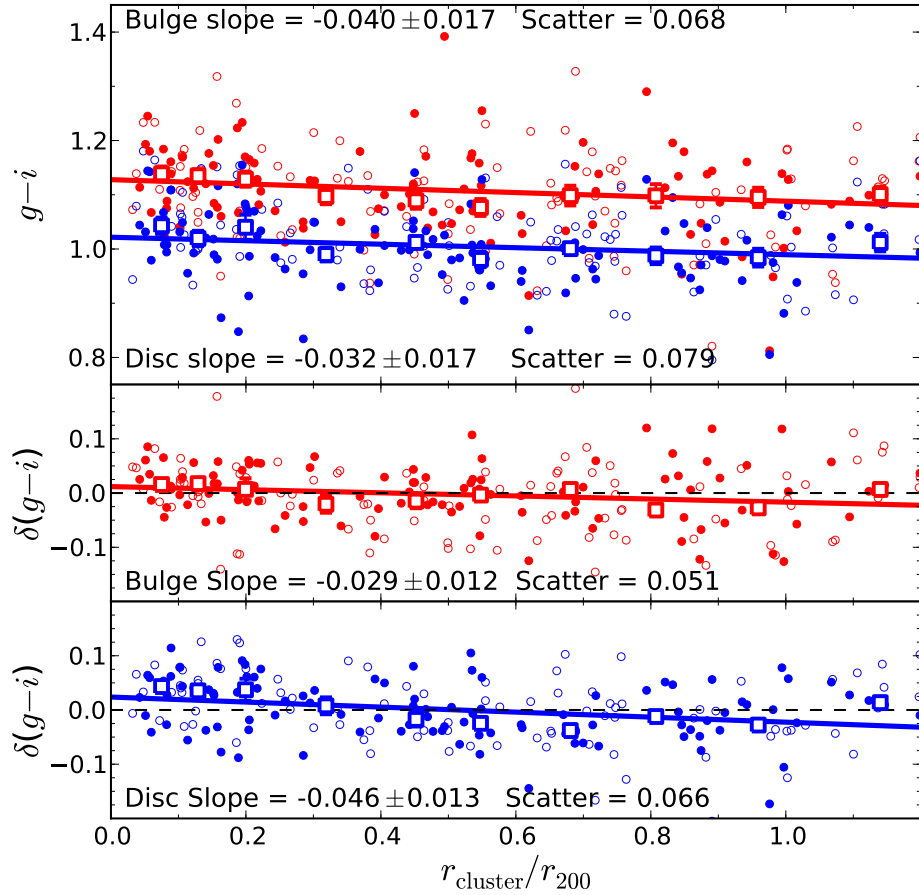 Bulge slope = -0.040 ± 0.017 Scatter = 0.068
1.4
1.2
g−i
1.0
0.8
Disc slope = -0.032 ± 0.017 Scatter = 0.079
0.1
δ(g−i)
0.0
−0.1
Bulge Slope = -0.029 ± 0.012 Scatter = 0.051
0.1
δ(g−i)
0.0
−0.1
Disc Slope = -0.046 ± 0.013 Scatter = 0.066
0.0 0.2 0.4 0.6 0.8 1.0
r_cluster/r_200